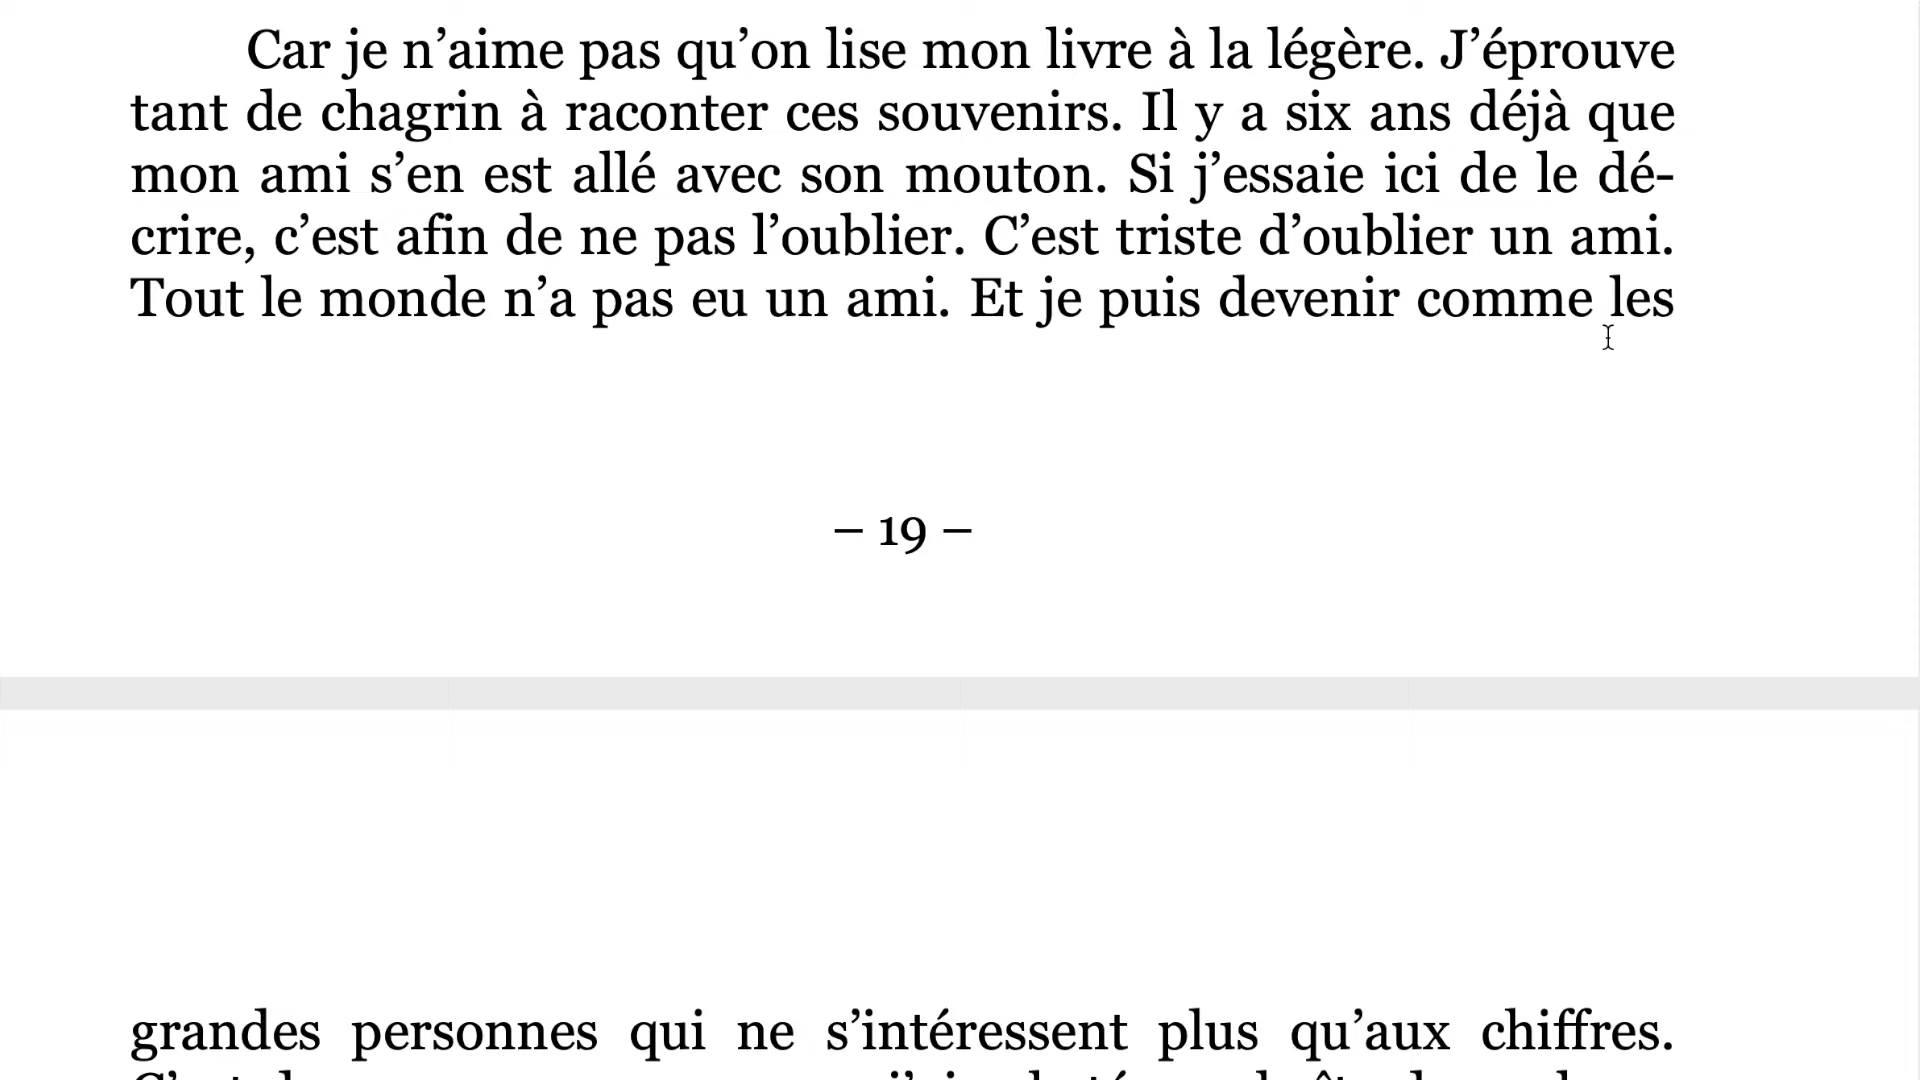 Car je n’aime pas qu’on lise mon livre à la légère. J’éprouve
tant de chagrin à raconter ces souvenirs. Il y a six ans déjà que
mon ami s’en est allé avec son mouton. Si j’essaie ici de le dé-
crire, c’est afin de ne pas l’oublier. C’est triste d’oublier un ami.
Tout le monde n’a pas eu un ami. Et je puis devenir comme les
– 19 –
grandes personnes qui ne s’intéressent plus qu’aux chiffres.